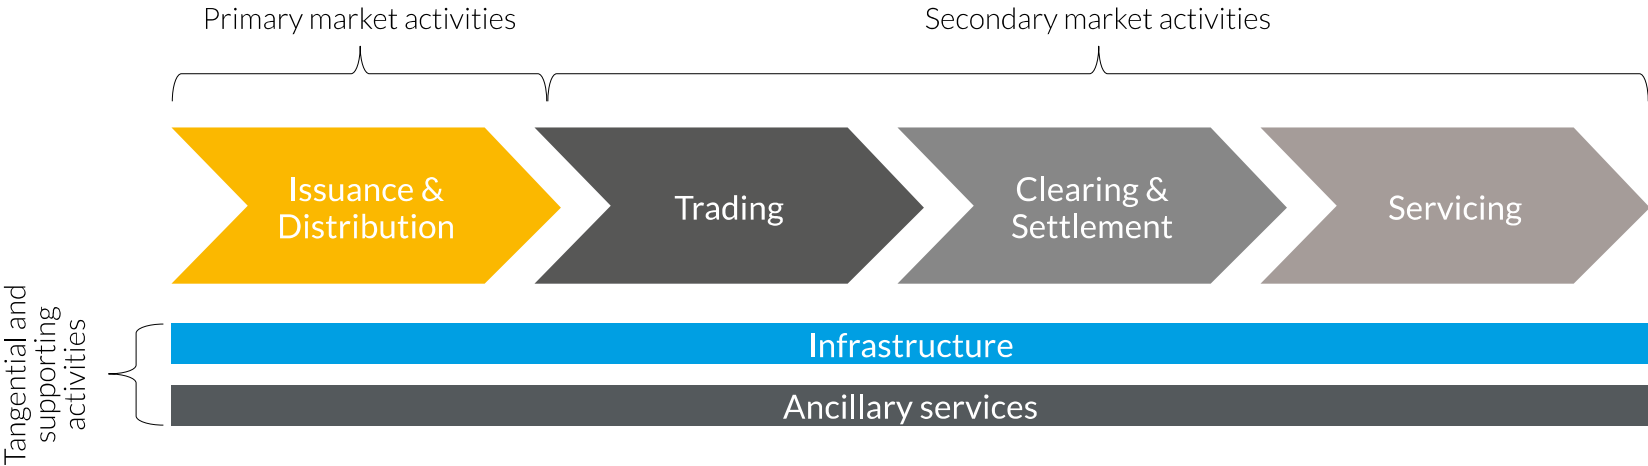 Primary market activities
Secondary market activities
Issuance &
Distribution
Trading
Clearing &
Settlement
Servicing
Tangential and
supporting
activities
Infrastructure
Ancillary services